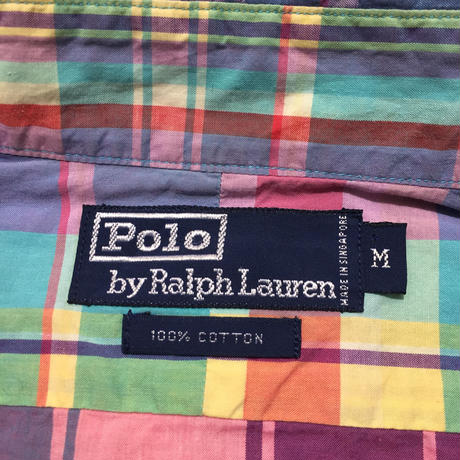 Polo
by Ralph Lauren
MADE IN SINGAPORE
M
100% COTTON